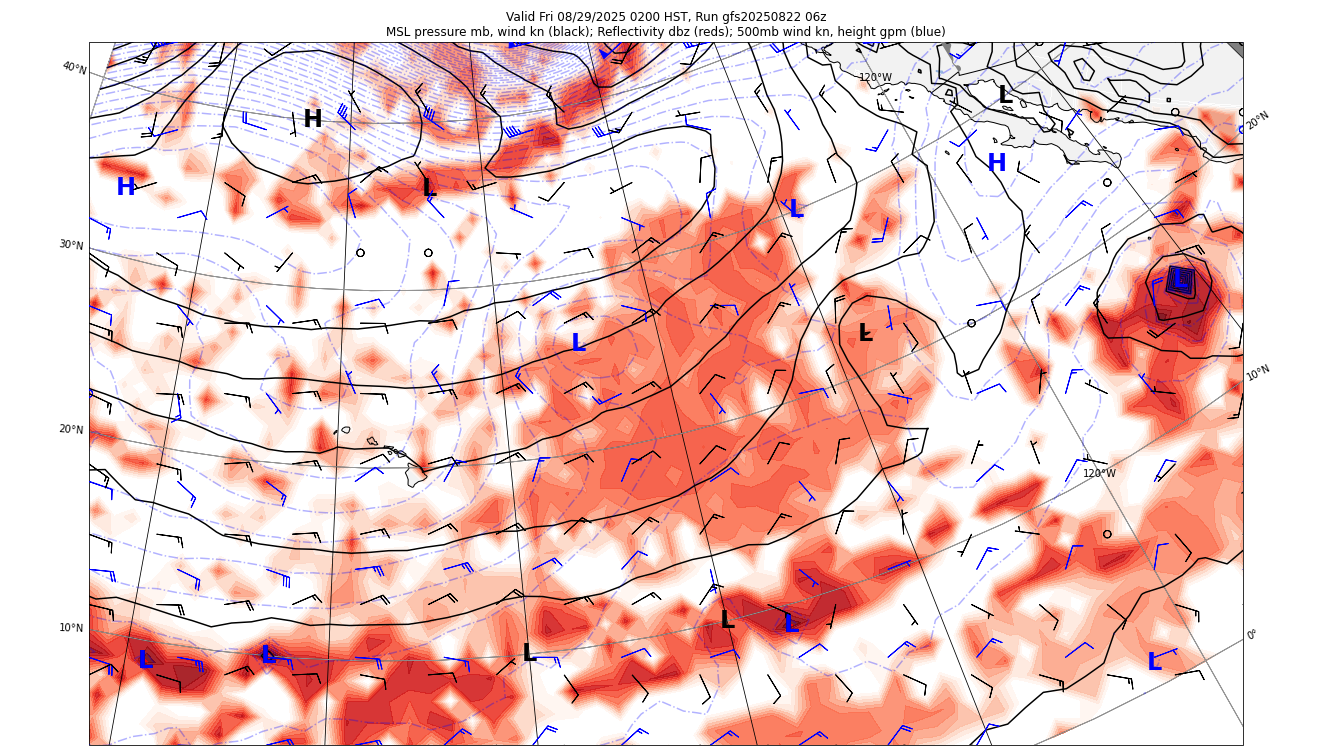 Valid Fri 08/29/2025 0200 HST, Run gfs20250822 06z
MSL pressure mb, wind kn (black); Reflectivity dbz (reds); 500mb wind kn, height gpm (blue)
40°N
120°W
L
20°N
H
H
H
L
L
30°N
L
L
L
10°N
20°N
120°W
10°N
L
L
0°
L
L
L
L